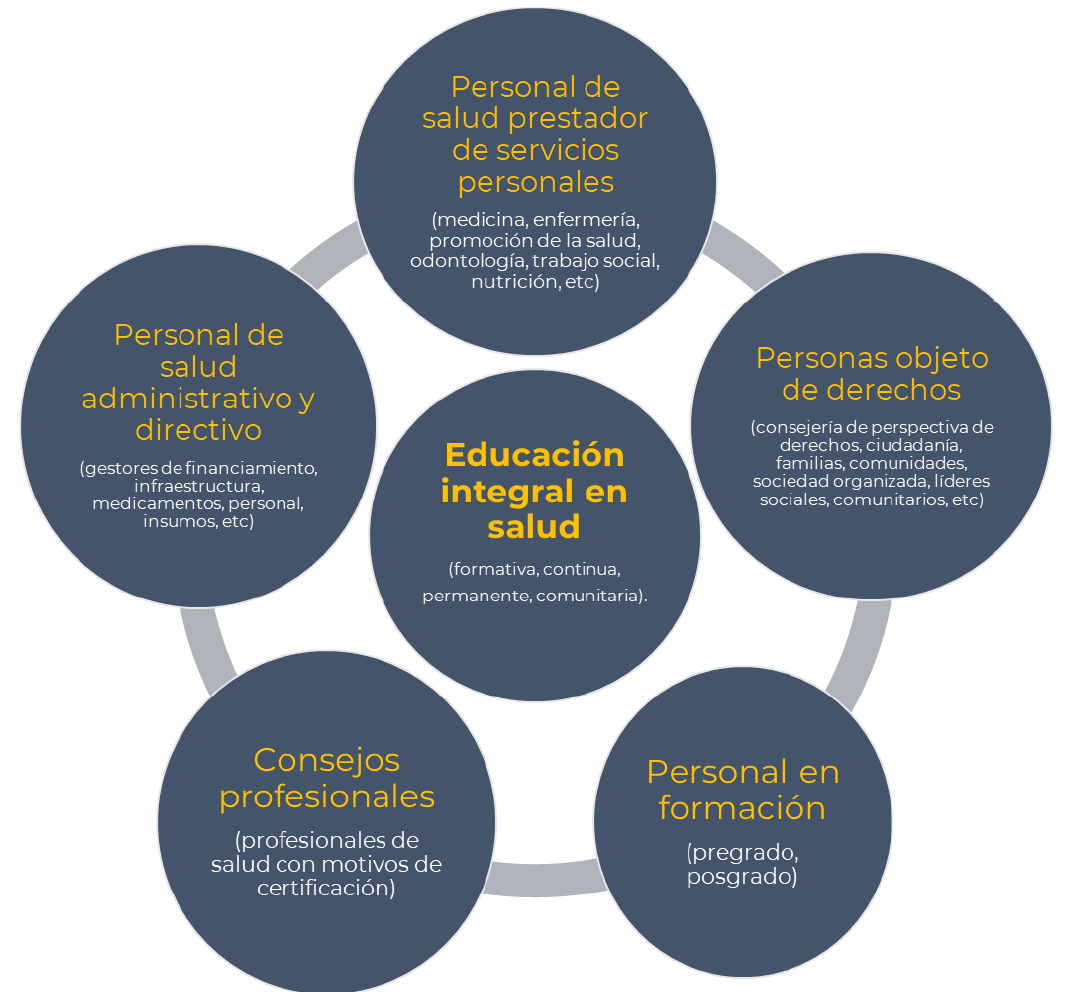 Personal de
salud prestador
de servicios
personales
(medicina, enfermería,
promoción de la salud,
odontología, trabajo social,
nutrición, etc)
Personas objeto
de derechos
(consejería de perspectiva de
derechos, ciudadanía,
familias, comunidades,
sociedad organizada, líderes
sociales, comunitarios, etc)
Personal en
formación
(pregrado,
posgrado)
Consejos
profesionales
(profesionales de
salud con motivos de
certificación)
Personal de
salud
administrativo y
directivo
(gestores de financiamiento,
infraestructura,
medicamentos, personal,
insumos, etc)
Educación
integral en
salud
(formativa, continua,
permanente, comunitaria).